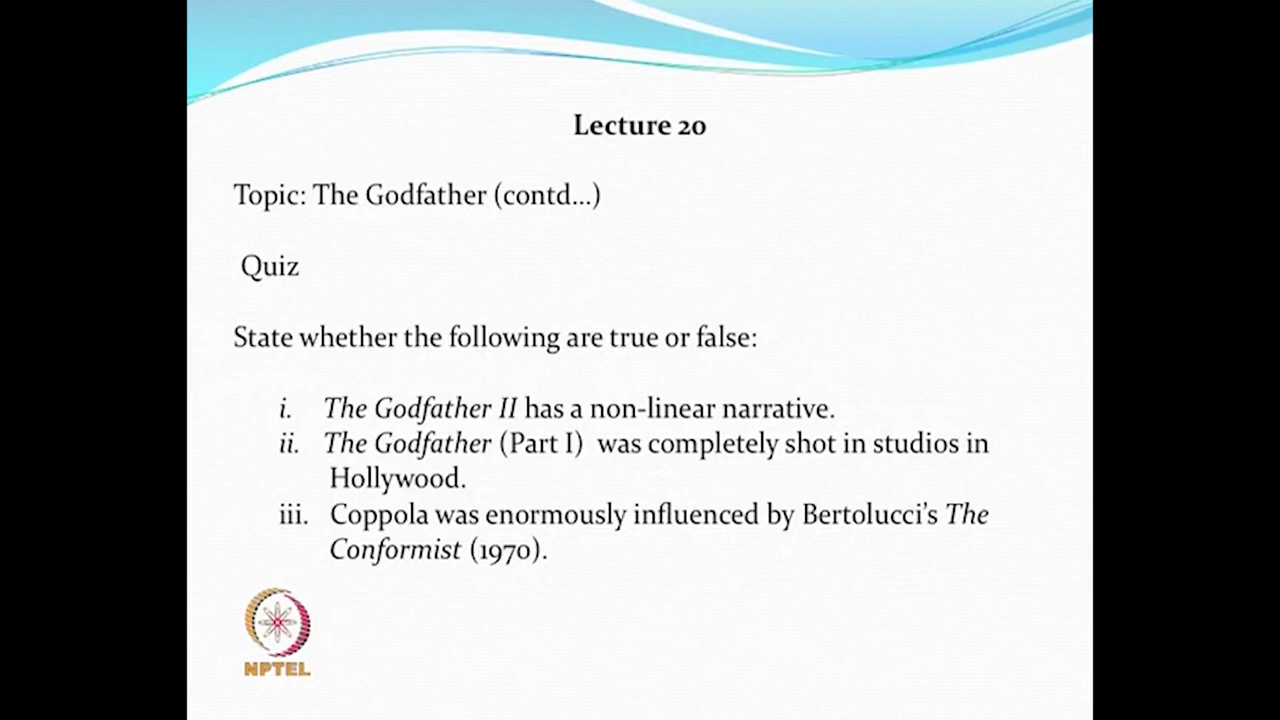 Lecture 20
Topic: The Godfather (contd...)
Quiz
State whether the following are true or false:
i. The Godfather II has a non-linear narrative.
ii. The Godfather (Part I) was completely shot in studios in
Hollywood.
iii. Coppola was enormously influenced by Bertolucci's The
Conformist (1970).
NPTEL